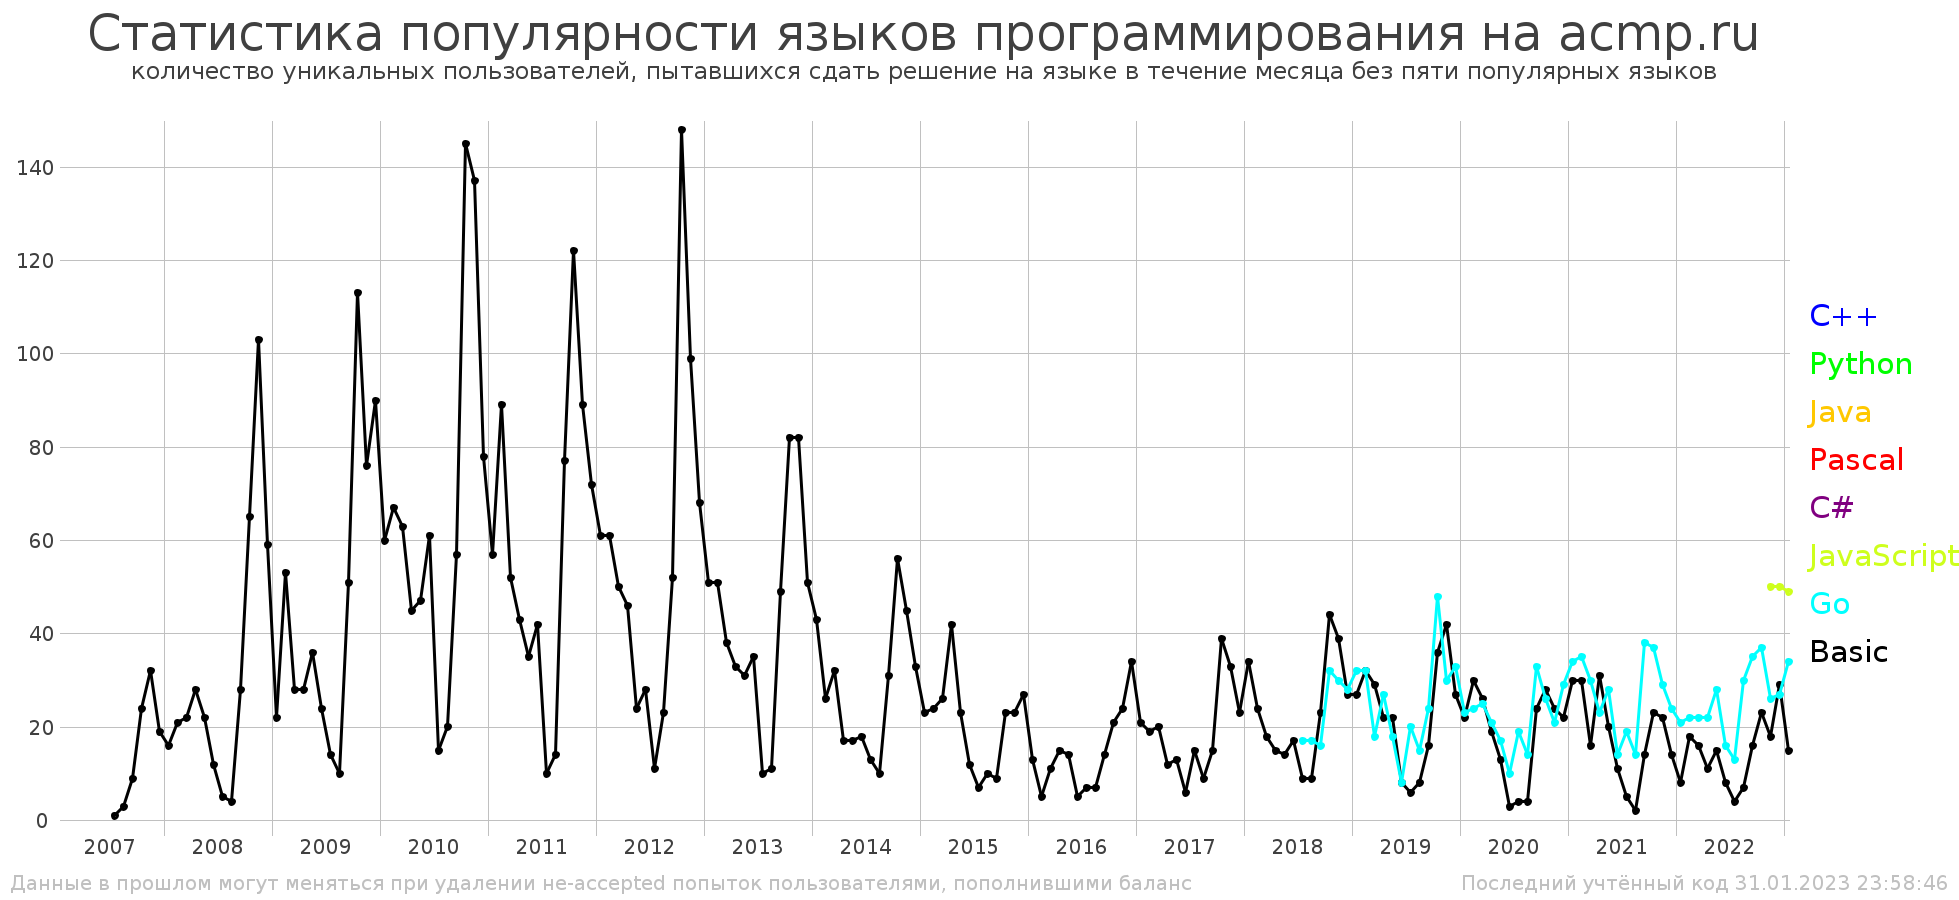 Статистика популярности языков программирования на acmp.ru
количество уникальных пользователей, пытавшихся сдать решение на языке в течение месяца без пяти популярных языков
140
120
100
80
60
40
20
0
C++
Python
Java
Pascal
C#
JavaScript
Go
Basic
2007 2008 2009 2010 2011 2012 2013 2014 2015 2016 2017 2018 2019 2020 2021 2022
Данные в прошлом могут меняться при удалении не-accepted попыток пользователями, пополнившими баланс
Последний учтённый код 31.01.2023 23:58:46